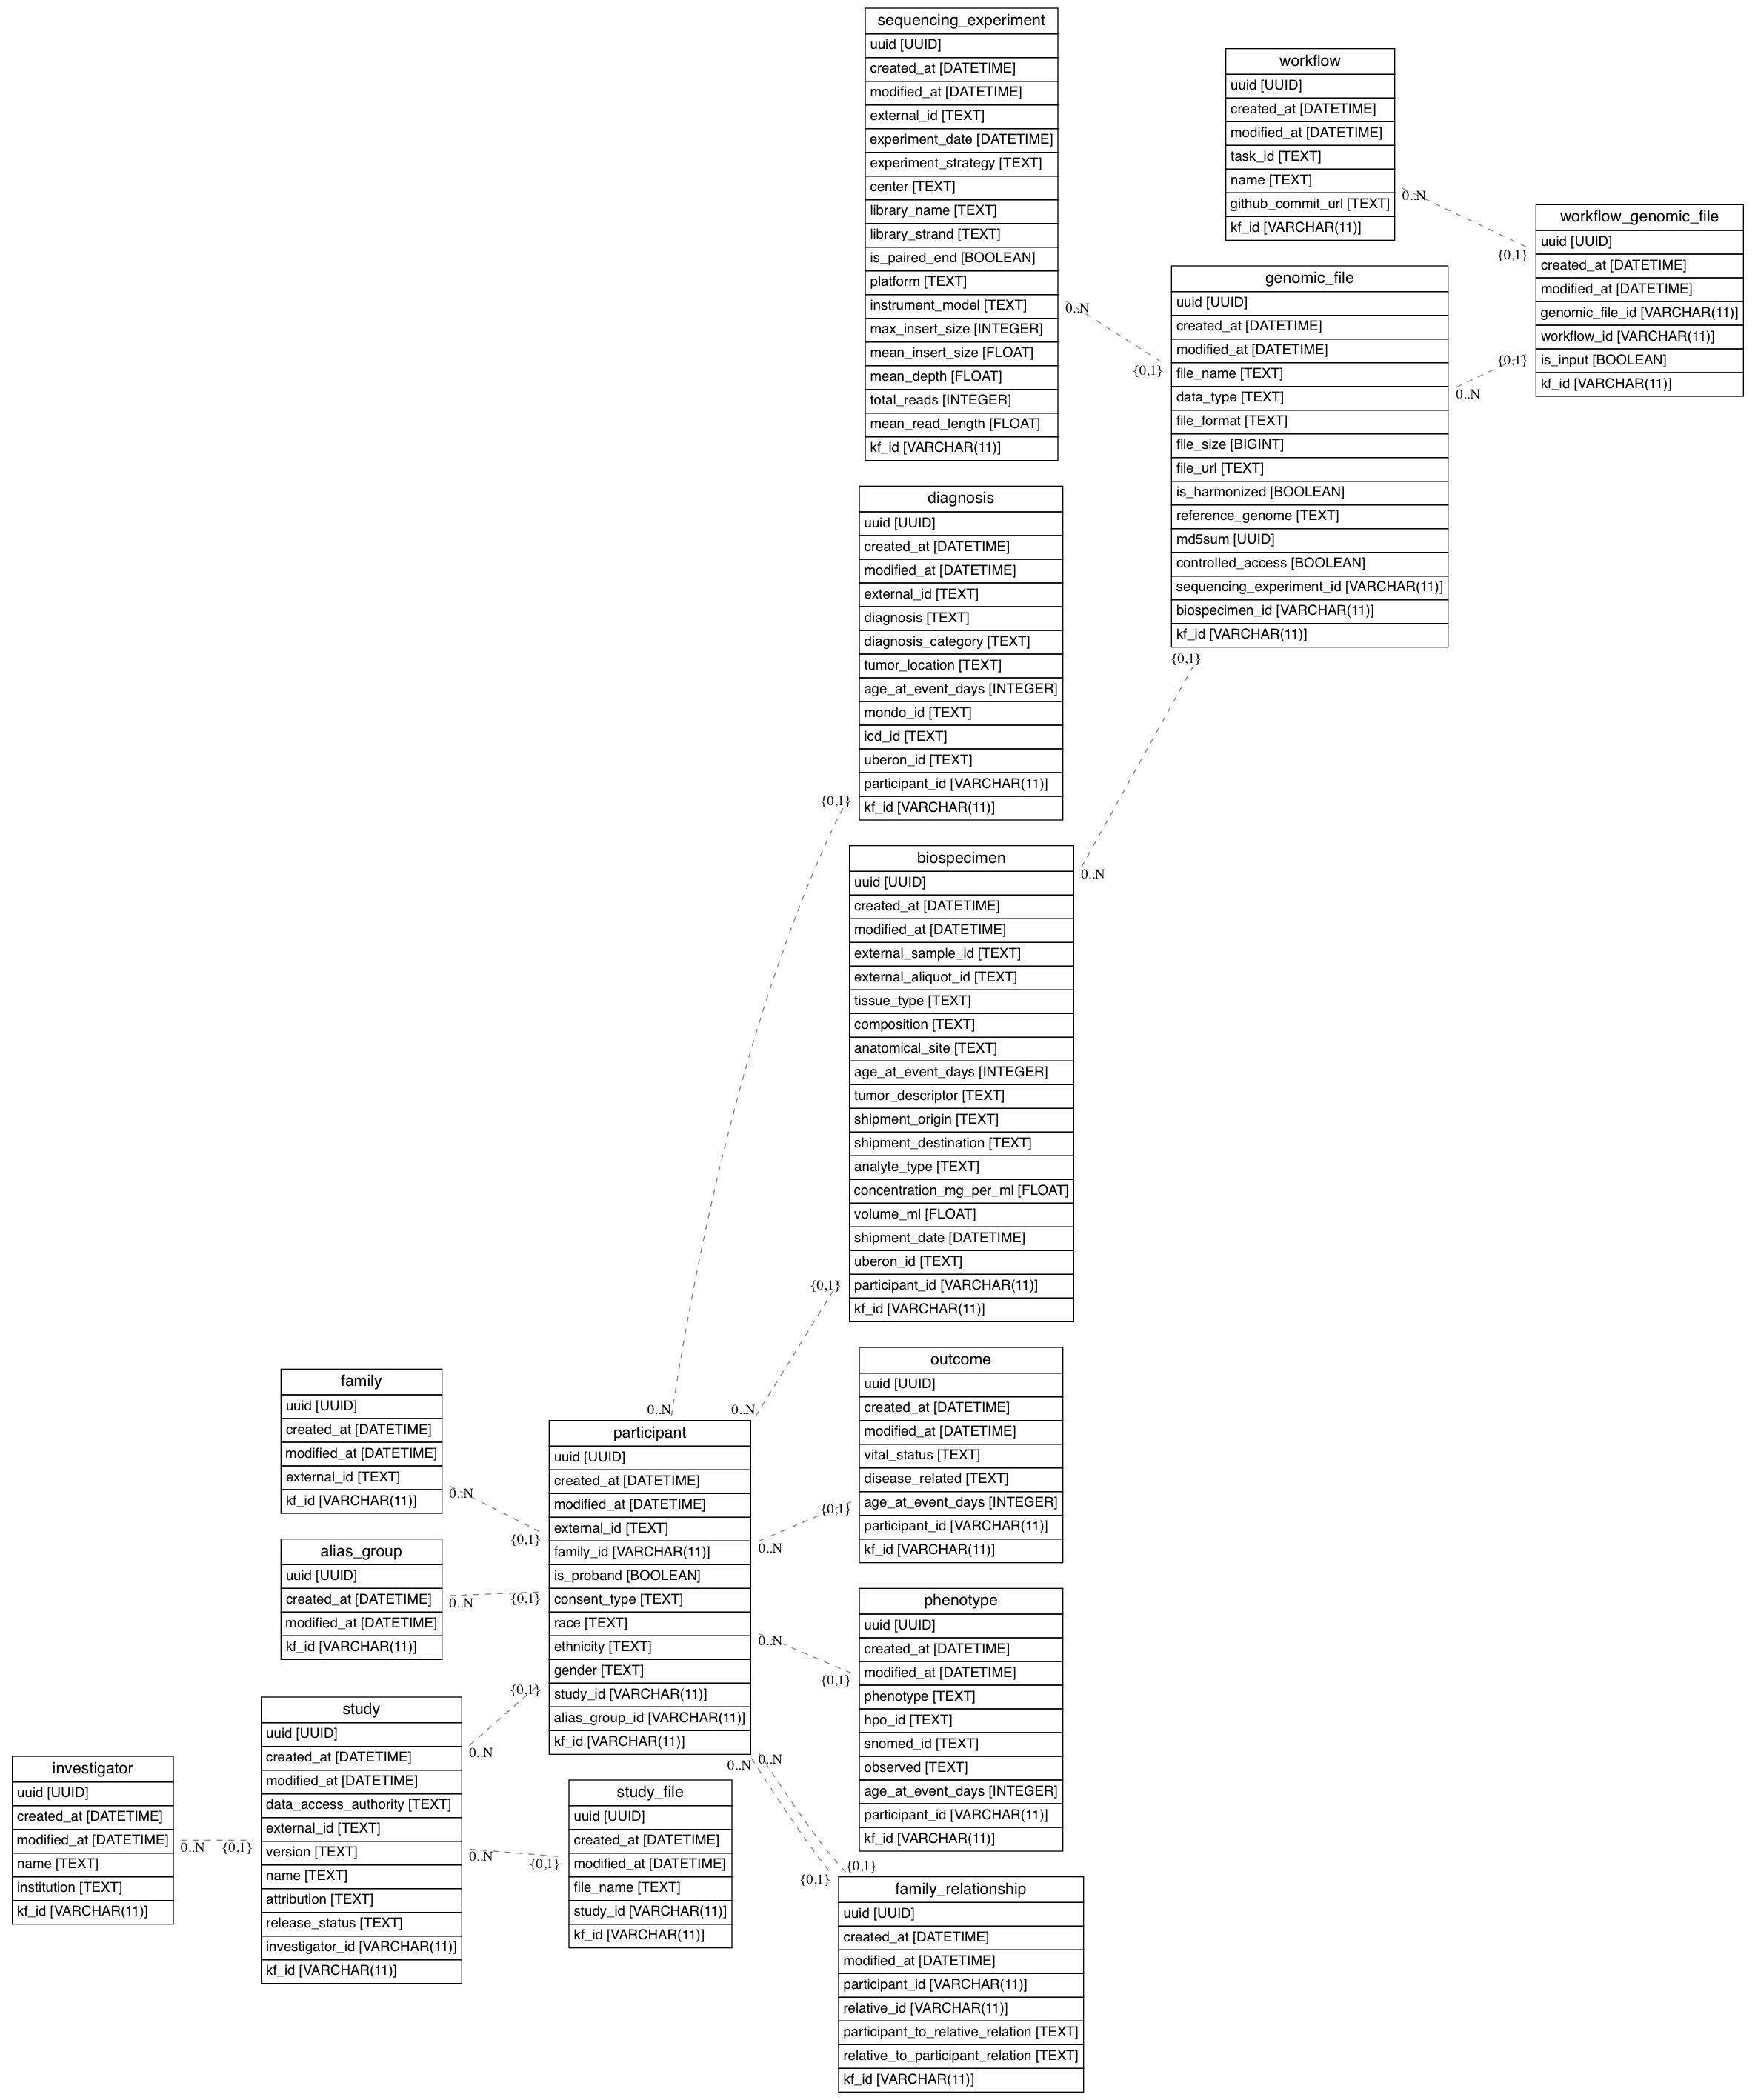 sequencing_experiment
uuid [UUID]
created_at [DATETIME]
modified_at [DATETIME]
external_id [TEXT]
experiment_date [DATETIME]
experiment_strategy [TEXT]
center [TEXT]
library_name [TEXT]
library_strand [TEXT]
is_paired_end [BOOLEAN]
platform [TEXT]
instrument_model [TEXT]
max_insert_size [INTEGER]
mean_insert_size [FLOAT]
mean_depth [FLOAT]
total_reads [INTEGER]
mean_read_length [FLOAT]
kf_id [VARCHAR(11)]
0..N
{0,1}
workflow
uuid [UUID]
created_at [DATETIME]
modified_at [DATETIME]
task_id [TEXT]
name [TEXT]
github_commit_url [TEXT]
kf_id [VARCHAR(11)]
0..N
{0,1}
workflow_genomic_file
uuid [UUID]
created_at [DATETIME]
modified_at [DATETIME]
genomic_file_id [VARCHAR(11)]
workflow_id [VARCHAR(11)]
is_input [BOOLEAN]
kf_id [VARCHAR(11)]
{0,1}
0..N
genomic_file
uuid [UUID]
created_at [DATETIME]
modified_at [DATETIME]
file_name [TEXT]
data_type [TEXT]
file_format [TEXT]
file_size [BIGINT]
file_url [TEXT]
is_harmonized [BOOLEAN]
reference_genome [TEXT]
md5sum [UUID]
controlled_access [BOOLEAN]
sequencing_experiment_id [VARCHAR(11)]
biospecimen_id [VARCHAR(11)]
kf_id [VARCHAR(11)]
{0,1}
0..N
diagnosis
uuid [UUID]
created_at [DATETIME]
modified_at [DATETIME]
external_id [TEXT]
diagnosis [TEXT]
diagnosis_category [TEXT]
tumor_location [TEXT]
age_at_event_days [INTEGER]
mondo_id [TEXT]
icd_id [TEXT]
uberon_id [TEXT]
participant_id [VARCHAR(11)]
kf_id [VARCHAR(11)]
{0,1}
0..N
biospecimen
uuid [UUID]
created_at [DATETIME]
modified_at [DATETIME]
external_sample_id [TEXT]
external_aliquot_id [TEXT]
tissue_type [TEXT]
composition [TEXT]
anatomical_site [TEXT]
age_at_event_days [INTEGER]
tumor_descriptor [TEXT]
shipment_origin [TEXT]
shipment_destination [TEXT]
analyte_type [TEXT]
concentration_mg_per_ml [FLOAT]
volume_ml [FLOAT]
shipment_date [DATETIME]
uberon_id [TEXT]
participant_id [VARCHAR(11)]
kf_id [VARCHAR(11)]
{0,1}
0..N
family
uuid [UUID]
created_at [DATETIME]
modified_at [DATETIME]
external_id [TEXT]
kf_id [VARCHAR(11)]
0..N
{0,1}
alias_group
uuid [UUID]
created_at [DATETIME]
modified_at [DATETIME]
kf_id [VARCHAR(11)]
0..N
{0,1}
participant
uuid [UUID]
created_at [DATETIME]
modified_at [DATETIME]
external_id [TEXT]
family_id [VARCHAR(11)]
is_proband [BOOLEAN]
consent_type [TEXT]
race [TEXT]
ethnicity [TEXT]
gender [TEXT]
study_id [VARCHAR(11)]
alias_group_id [VARCHAR(11)]
kf_id [VARCHAR(11)]
outcome
uuid [UUID]
created_at [DATETIME]
modified_at [DATETIME]
vital_status [TEXT]
disease_related [TEXT]
age_at_event_days [INTEGER]
participant_id [VARCHAR(11)]
kf_id [VARCHAR(11)]
{0,1}
0..N
phenotype
uuid [UUID]
created_at [DATETIME]
modified_at [DATETIME]
phenotype [TEXT]
hpo_id [TEXT]
snomed_id [TEXT]
observed [TEXT]
age_at_event_days [INTEGER]
participant_id [VARCHAR(11)]
kf_id [VARCHAR(11)]
0..N
{0,1}
investigator
uuid [UUID]
created_at [DATETIME]
modified_at [DATETIME]
name [TEXT]
institution [TEXT]
kf_id [VARCHAR(11)]
0..N
{0,1}
study
uuid [UUID]
created_at [DATETIME]
modified_at [DATETIME]
data_access_authority [TEXT]
external_id [TEXT]
version [TEXT]
name [TEXT]
attribution [TEXT]
release_status [TEXT]
investigator_id [VARCHAR(11)]
kf_id [VARCHAR(11)]
{0,1}
0..N
0..N
{0,1}
study_file
uuid [UUID]
created_at [DATETIME]
modified_at [DATETIME]
file_name [TEXT]
study_id [VARCHAR(11)]
kf_id [VARCHAR(11)]
0..N
0..N
{0,1}
{0,1}
family_relationship
uuid [UUID]
created_at [DATETIME]
modified_at [DATETIME]
participant_id [VARCHAR(11)]
relative_id [VARCHAR(11)]
participant_to_relative_relation [TEXT]
relative_to_participant_relation [TEXT]
kf_id [VARCHAR(11)]